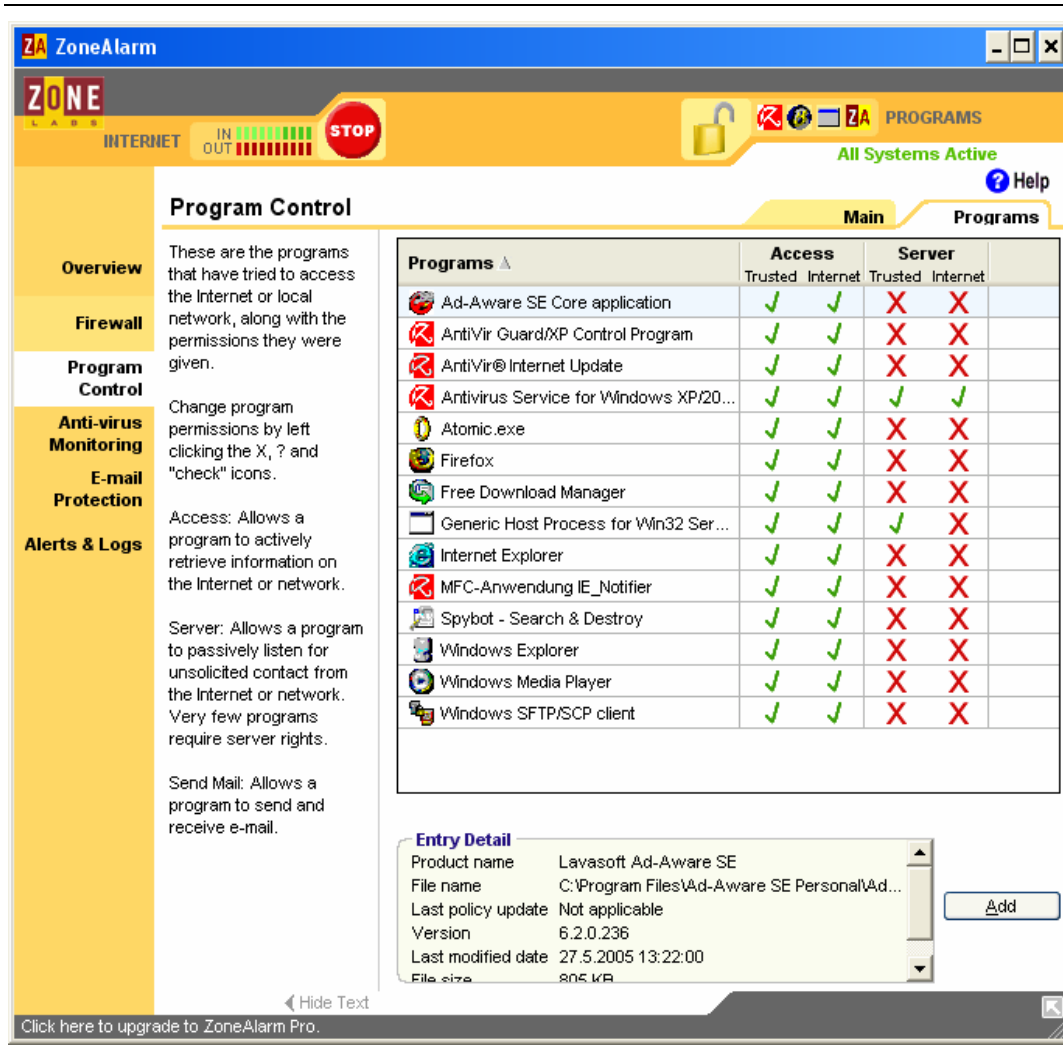 ZA ZoneAlarm
ZONE
LABS
INTERNET
IN
OUT
STOP
ZA
PROGRAMS
All Systems Active
? Help
Program Control
Main
Programs
Overview
Firewall
Program
Control
Anti-virus
Monitoring
E-mail
Protection
Alerts & Logs
These are the programs
that have tried to access
the Internet or local
network, along with the
permissions they were
given.
Change program
permissions by left
clicking the X, ? and
"check" icons.
Access: Allows a
program to actively
retrieve information on
the Internet or network.
Server: Allows a program
to passively listen for
unsolicited contact from
the Internet or network.
Very few programs
require server rights.
Send Mail: Allows a
program to send and
receive e-mail.
Programs
Access
Server
Trusted Internet Trusted Internet
Ad-Aware SE Core application
AntiVir Guard/XP Control Program
AntiVir® Internet Update
Antivirus Service for Windows XP/20...
Atomic.exe
Firefox
Free Download Manager
Generic Host Process for Win32 Ser...
Internet Explorer
MFC-Anwendung IE_Notifier
Spybot - Search & Destroy
Windows Explorer
Windows Media Player
Windows SFTP/SCP client
Entry Detail
Product name Lavasoft Ad-Aware SE
File name C:\Program Files\Ad-Aware SE Personal\Ad...
Last policy update Not applicable
Version 6.2.0.236
Last modified date 27.5.2005 13:22:00
File size 805 KB
Add
Hide Text
Click here to upgrade to ZoneAlarm Pro.